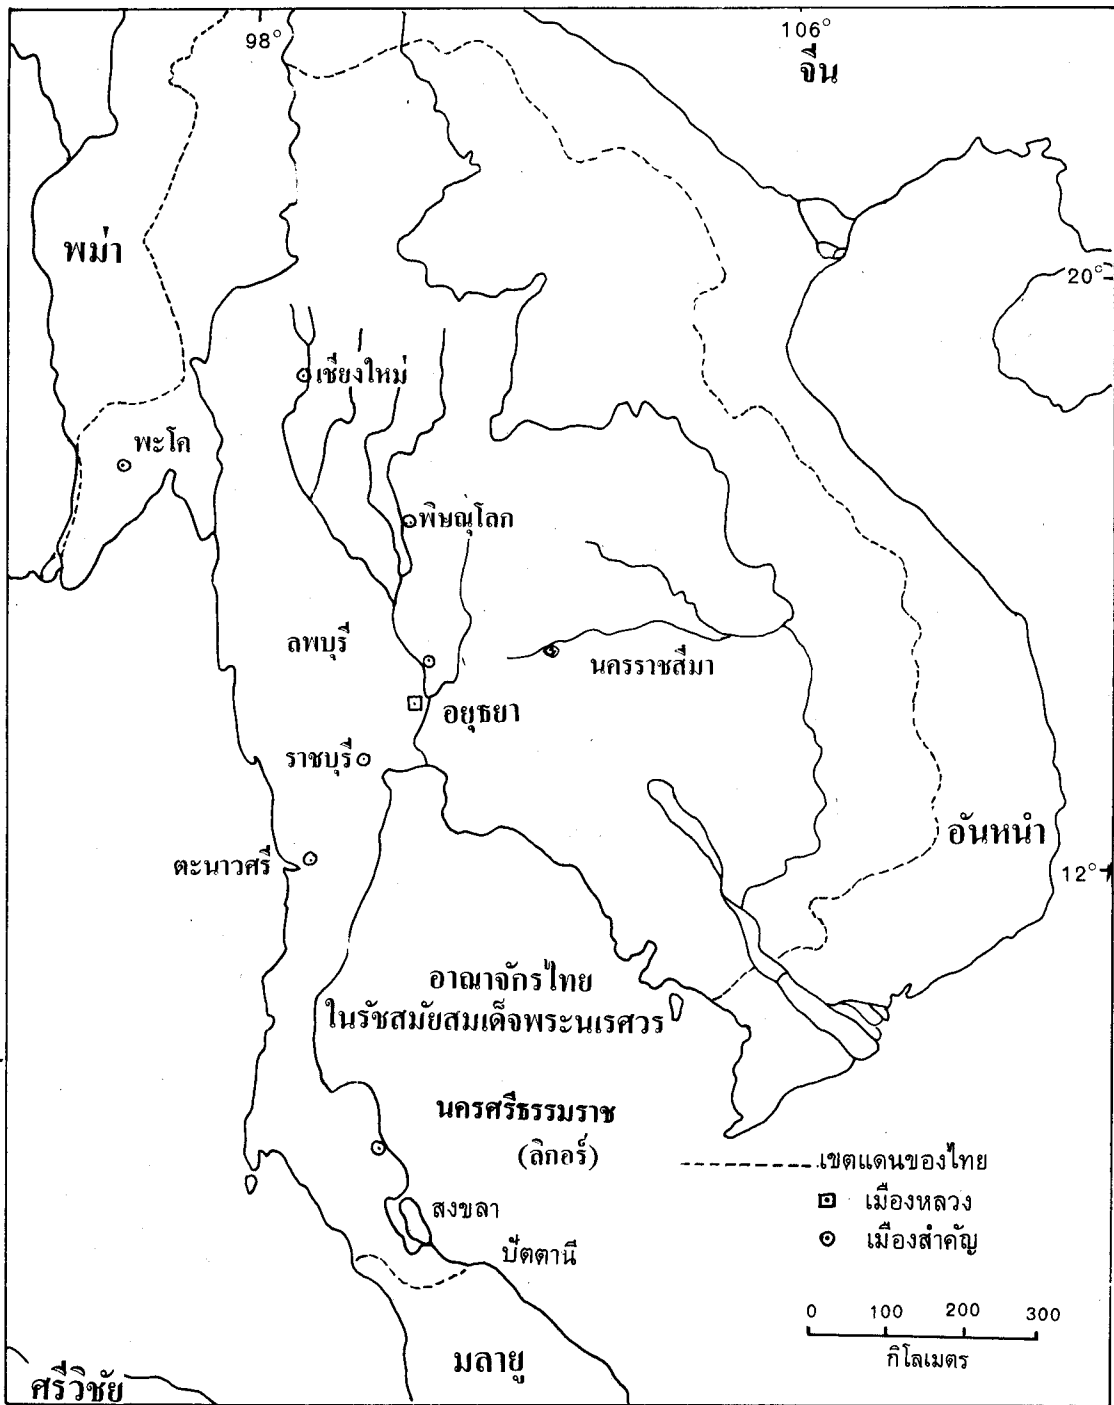 98°
106°
จีน
พม่า
20°
เชียงใหม่
พะโค
พิษณุโลก
ลพบุรี
นครราชสีมา
อยุธยา
ราชบุรี
อันหนำ
ตะนาวศรี
12°
อาณาจักรไทย
ในรัชสมัยสมเด็จพระนเรศวร
นครศรีธรรมราช
(ลิกอร์)
เขตแดนของไทย
เมืองหลวง
สงขลา
เมืองสำคัญ
ปัตตานี
0 100 200 300
กิโลเมตร
มลายู
ศรีวิชัย